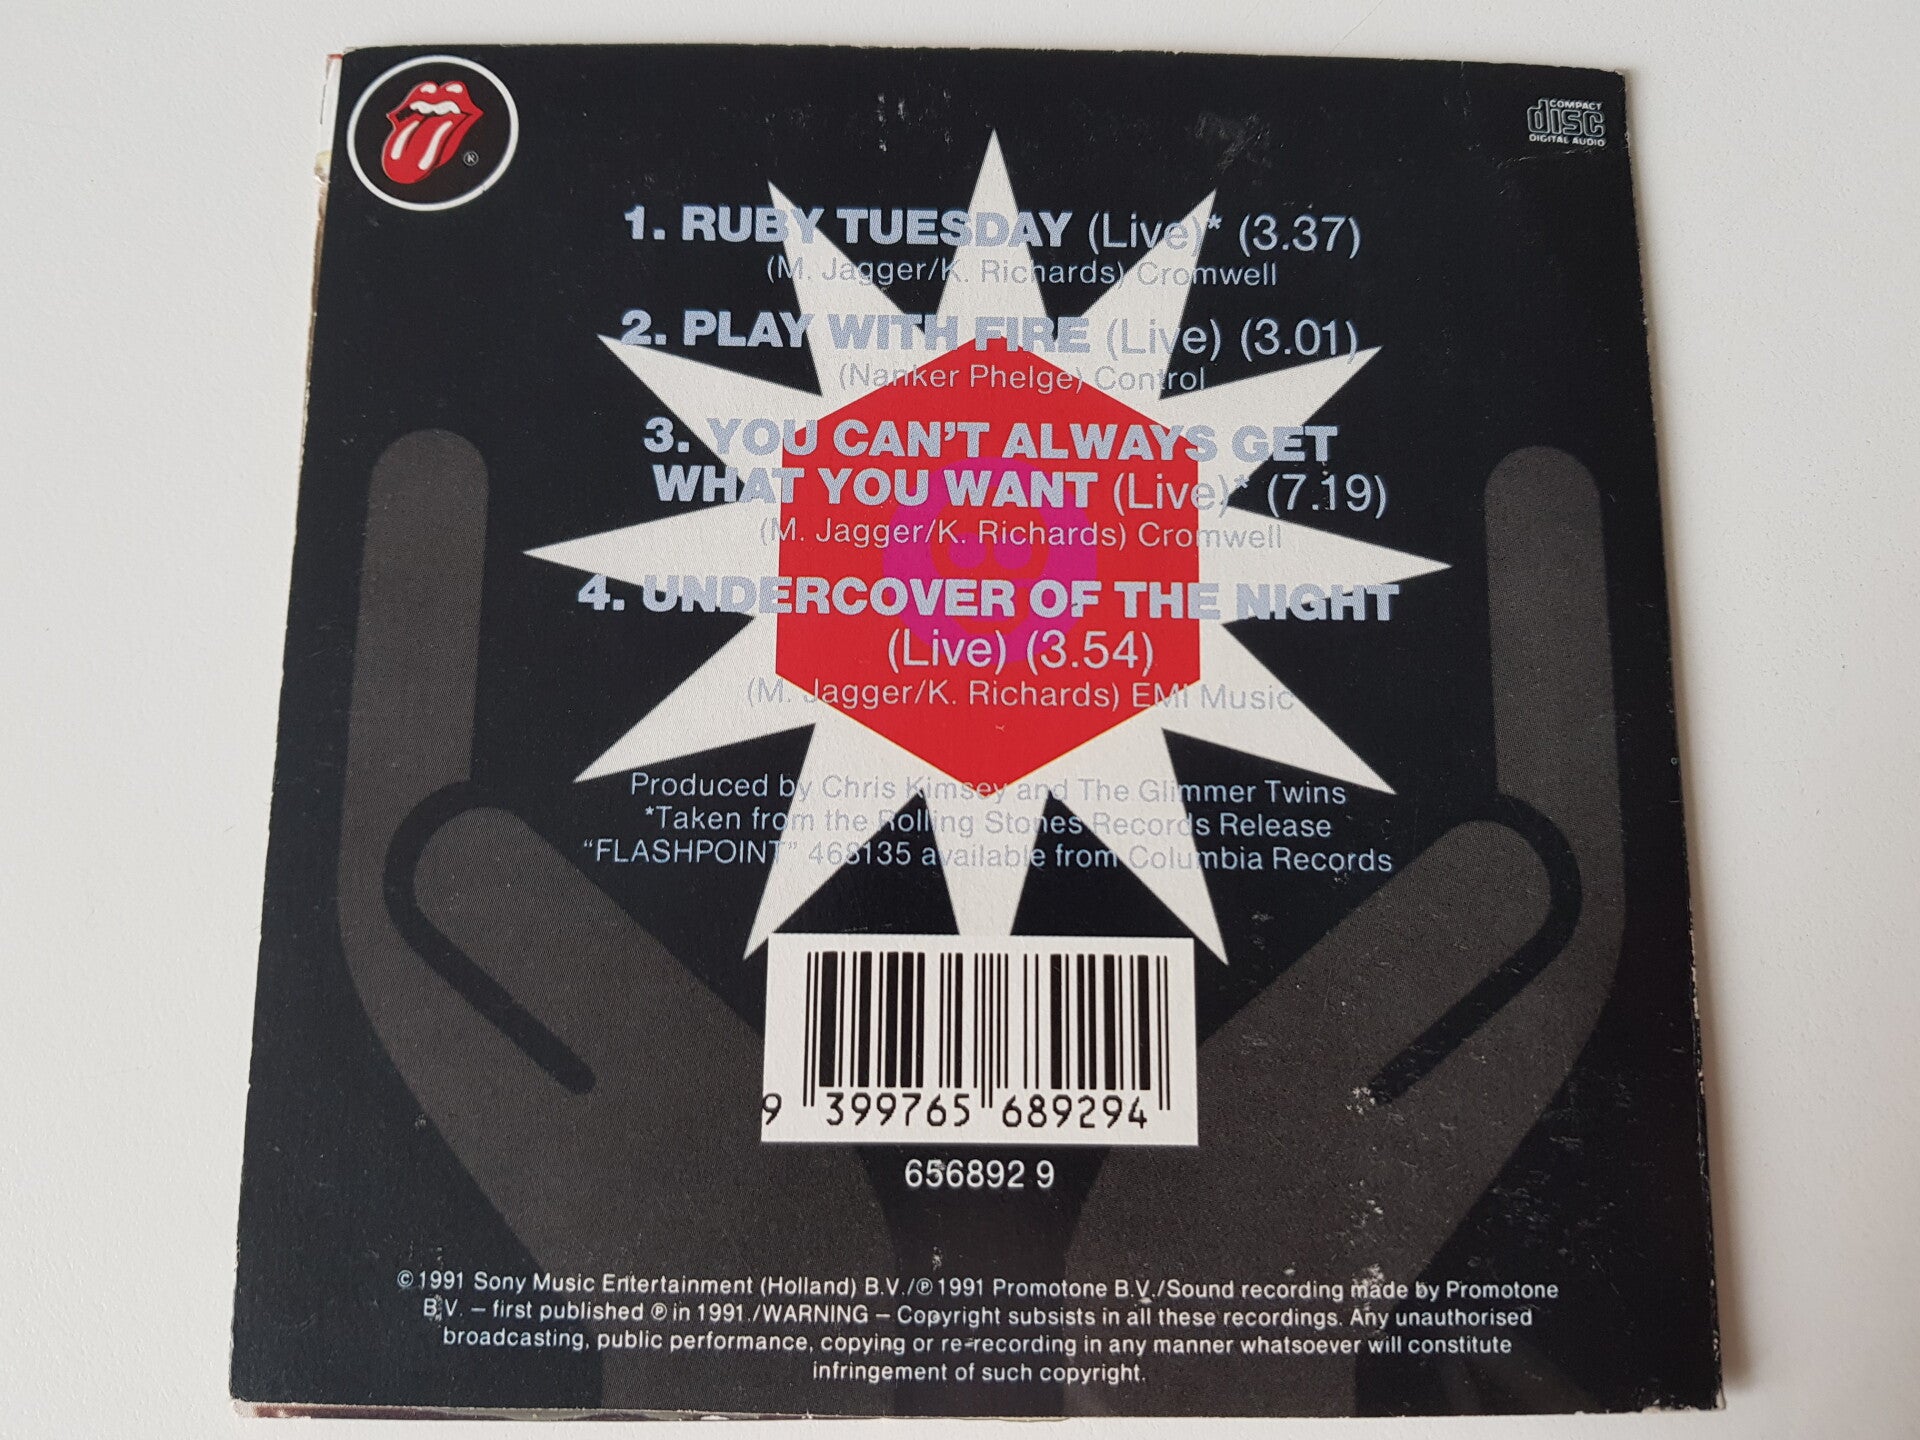 ®
COMPACT
disc
DIGITAL AUDIO
1. RUBY TUESDAY (Live)* (3.37)
(M. Jagger/K. Richards) Cromwell
2. PLAY WITH FIRE (Live) (3.01)
(Nanker Phelge) Control
3. YOU CAN'T ALWAYS GET
WHAT YOU WANT (Live)* (7.19)
(M. Jagger/K. Richards) Cromwell
4. UNDERCOVER OF THE NIGHT
(Live) (3.54)
(M. Jagger/K. Richards) EMI Music
Produced by Chris Kimsey and The Glimmer Twins
*Taken from the Rolling Stones Records Release
“FLASHPOINT” 468135 available from Columbia Records
9 399765 689294
656892 9
© 1991 Sony Music Entertainment (Holland) B.V./℗ 1991 Promotone B.V./Sound recording made by Promotone
B.V. – first published ℗ in 1991./WARNING – Copyright subsists in all these recordings. Any unauthorised
broadcasting, public performance, copying or re-recording in any manner whatsoever will constitute
infringement of such copyright.